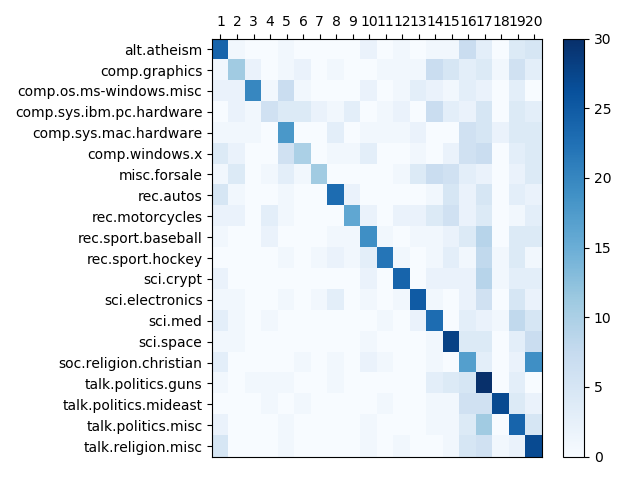 1 2 3 4 5 6 7 8 9 10 11 12 13 14 15 16 17 18 19 20
alt.atheism
comp.graphics
comp.os.ms-windows.misc
comp.sys.ibm.pc.hardware
comp.sys.mac.hardware
comp.windows.x
misc.forsale
rec.autos
rec.motorcycles
rec.sport.baseball
rec.sport.hockey
sci.crypt
sci.electronics
sci.med
sci.space
soc.religion.christian
talk.politics.guns
talk.politics.mideast
talk.politics.misc
talk.religion.misc
30
25
20
15
10
5
0